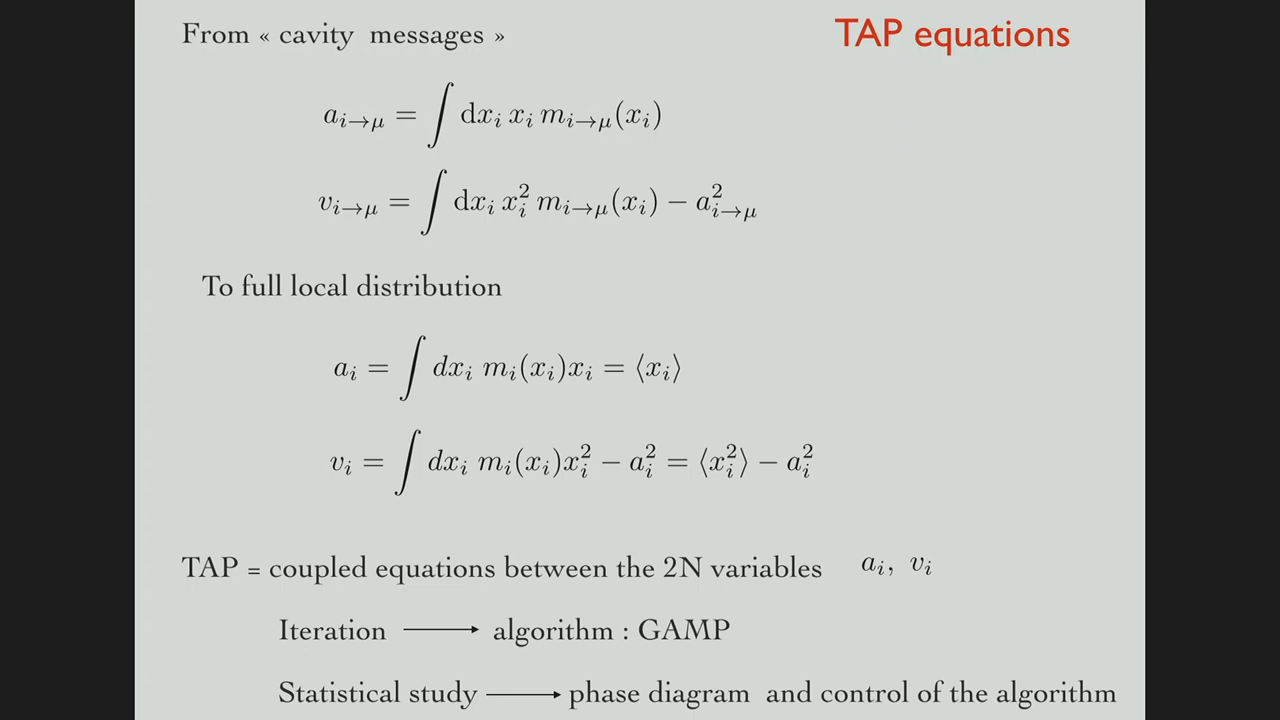 From « cavity messages »
TAP equations
a_{i→μ} = ∫ dx_i x_i m_{i→μ}(x_i)
v_{i→μ} = ∫ dx_i x_i^2 m_{i→μ}(x_i) − a_{i→μ}^2
To full local distribution
a_i = ∫ dx_i m_i(x_i)x_i = ⟨x_i⟩
v_i = ∫ dx_i m_i(x_i)x_i^2 − a_i^2 = ⟨x_i^2⟩ − a_i^2
TAP = coupled equations between the 2N variables a_i, v_i
Iteration ⟶ algorithm : GAMP
Statistical study ⟶ phase diagram and control of the algorithm